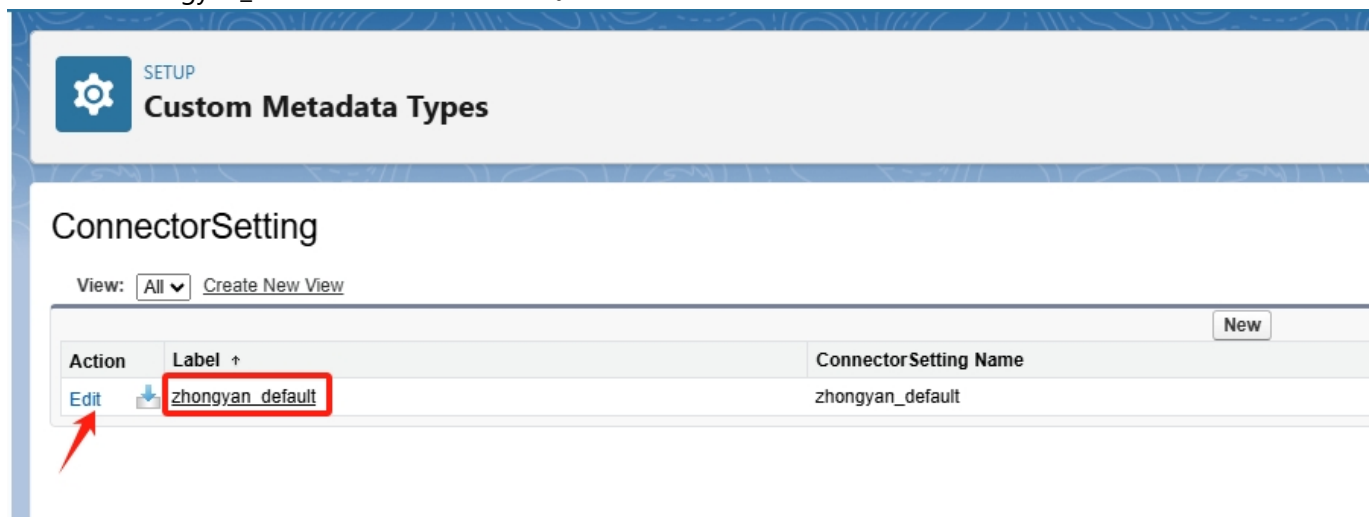 SETUP
Custom Metadata Types
ConnectorSetting
View: All Create New View
New
Action Label ↑ ConnectorSetting Name
Edit zhongyan_default zhongyan_default